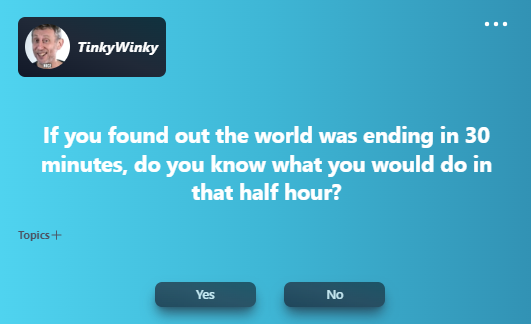 TinkyWinky
If you found out the world was ending in 30
minutes, do you know what you would do in
that half hour?
Topics+
Yes
No